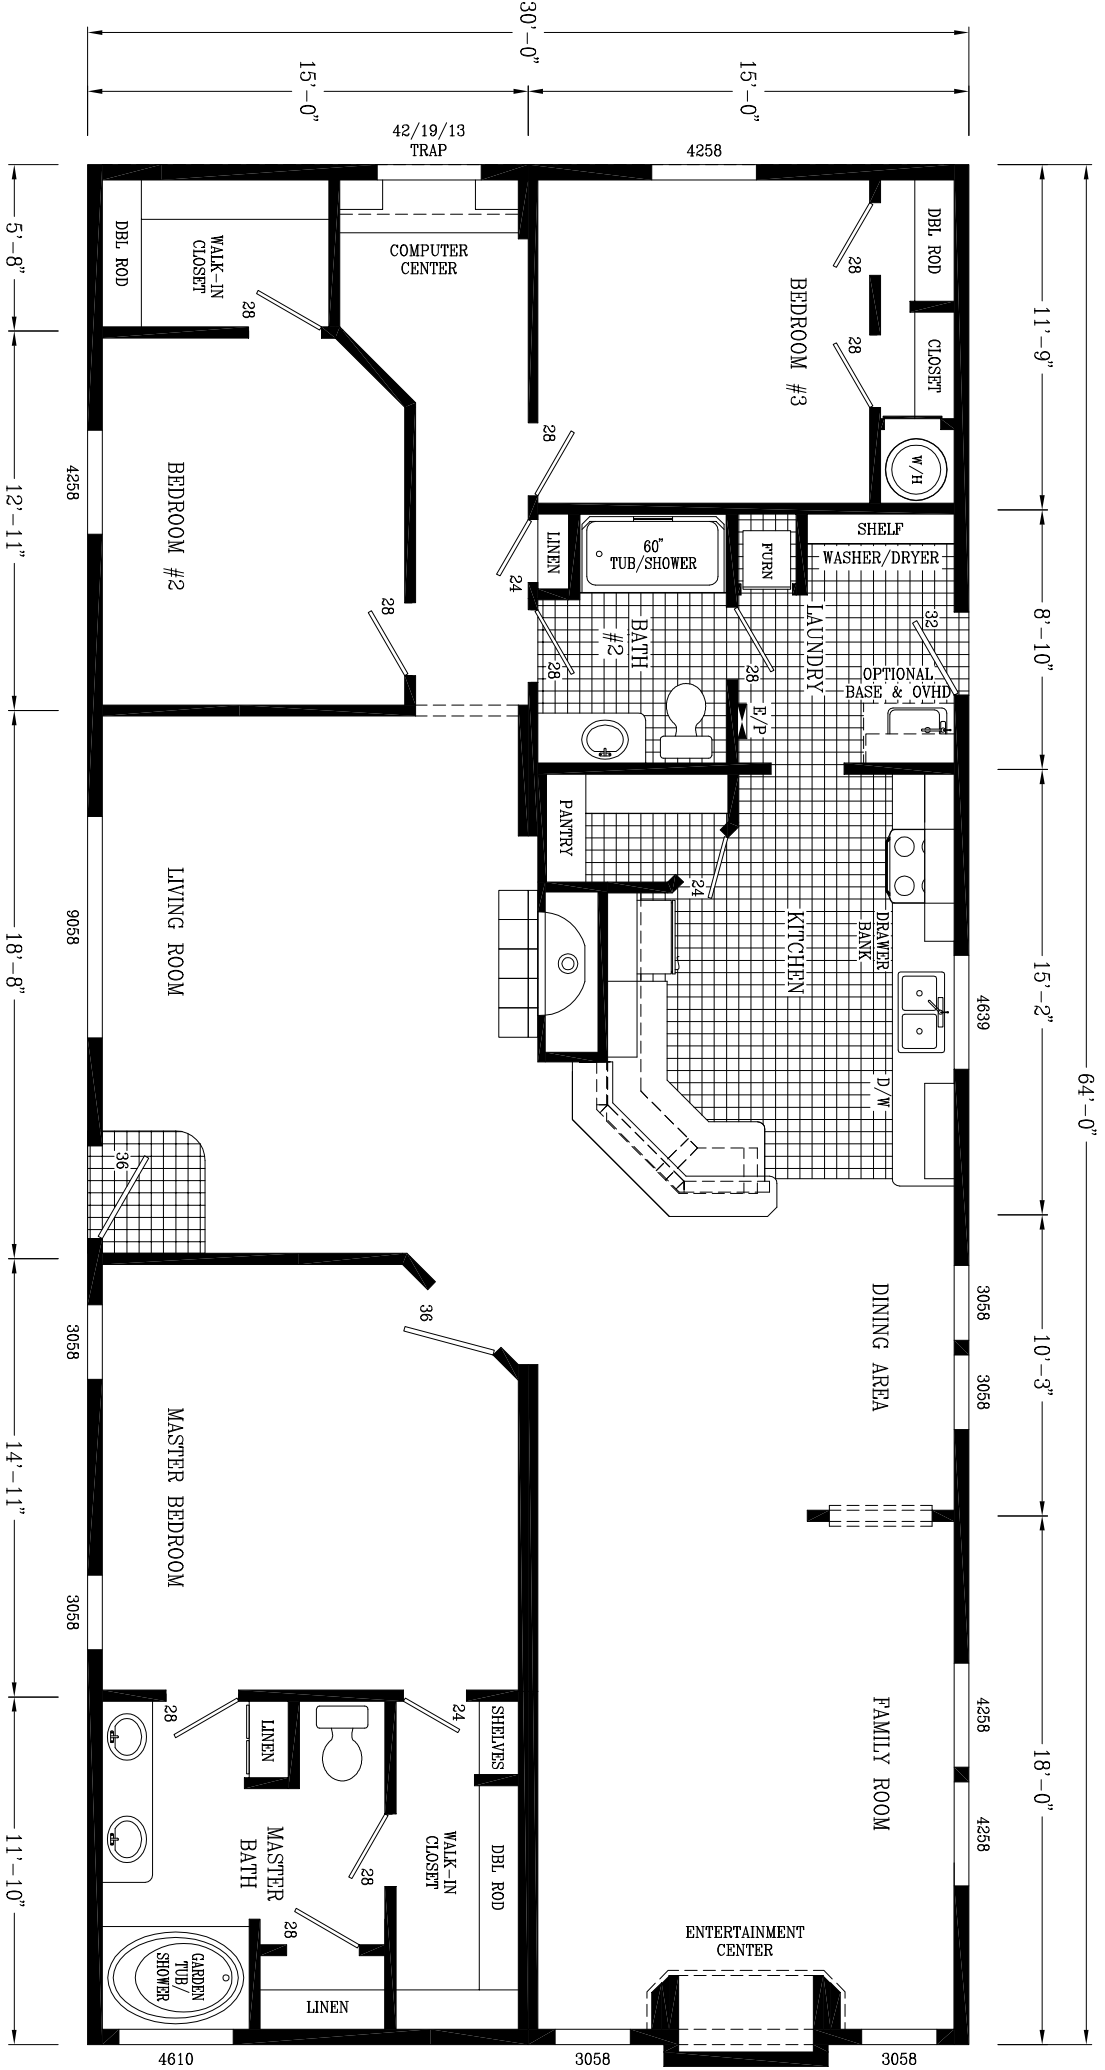 30'-0"
15'-0"
15'-0"
42/19/13
TRAP
4258
5'-8"
12'-11"
18'-8"
14'-11"
11'-10"
11'-9"
8'-10"
15'-2"
10'-3"
18'-0"
64'-0"
DBL ROD
WALK-IN
CLOSET
28
COMPUTER
CENTER
BEDROOM #3
28
DBL ROD
28
CLOSET
W/H
28
4258
BEDROOM #2
28
24
LINEN
60"
TUB/SHOWER
FURN
SHELF
WASHER/DRYER
LAUNDRY
32
BATH
#2
28
28
OPTIONAL
BASE & OVHD
E/P
PANTRY
24
KITCHEN
DRAWER
BANK
4639
D/W
LIVING ROOM
9058
36
DINING AREA
3058
3058
36
3058
MASTER BEDROOM
3058
FAMILY ROOM
4258
4258
28
LINEN
24
SHELVES
MASTER
BATH
28
WALK-IN
CLOSET
DBL ROD
28
GARDEN
TUB/
SHOWER
LINEN
ENTERTAINMENT
CENTER
4610
3058
3058